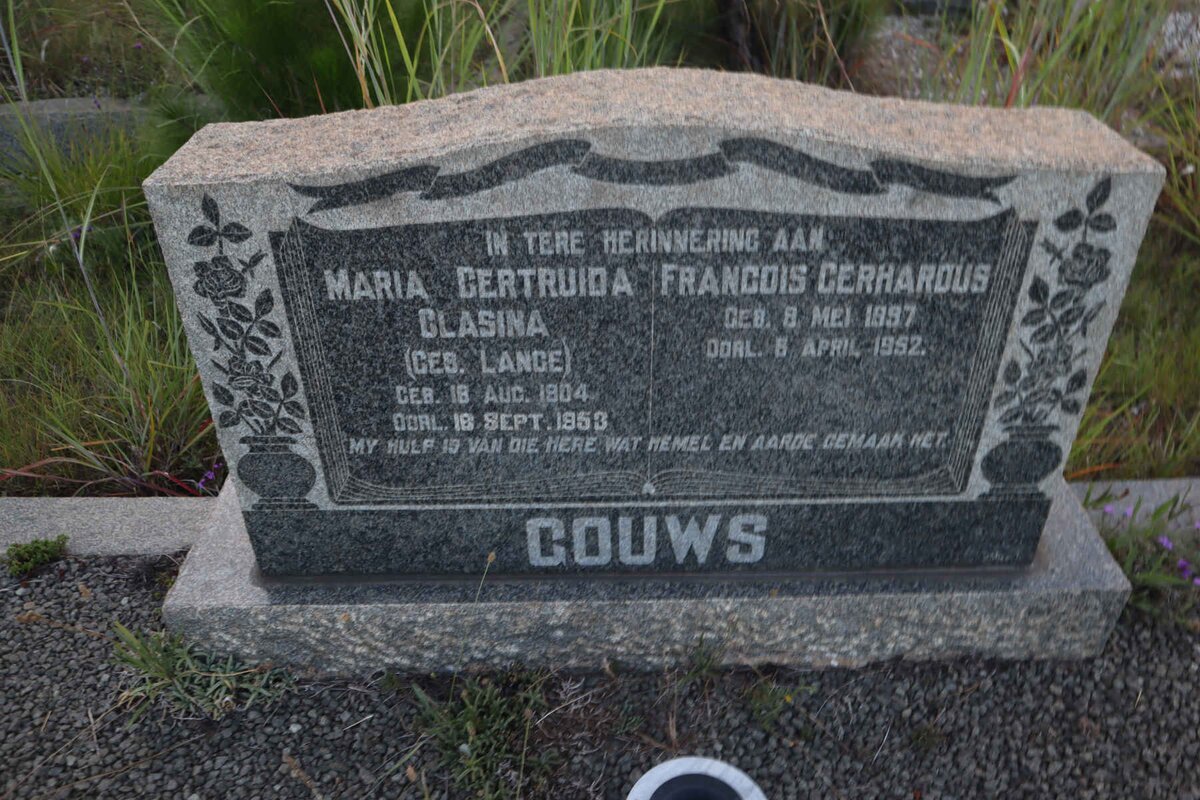 IN TERE HERINNERING AAN
MARIA GERTRUIDA
CLASINA
(GEB. LANGE)
GEB. 18 AUG. 1904
OORL. 18 SEPT. 1953
FRANCOIS GERHARDUS
GEB. 8 MEI 1897
OORL. 6 APRIL 1952.
MY HULP IS VAN DIE HERE WAT HEMEL EN AARDE GEMAAK HET.
GOUWS